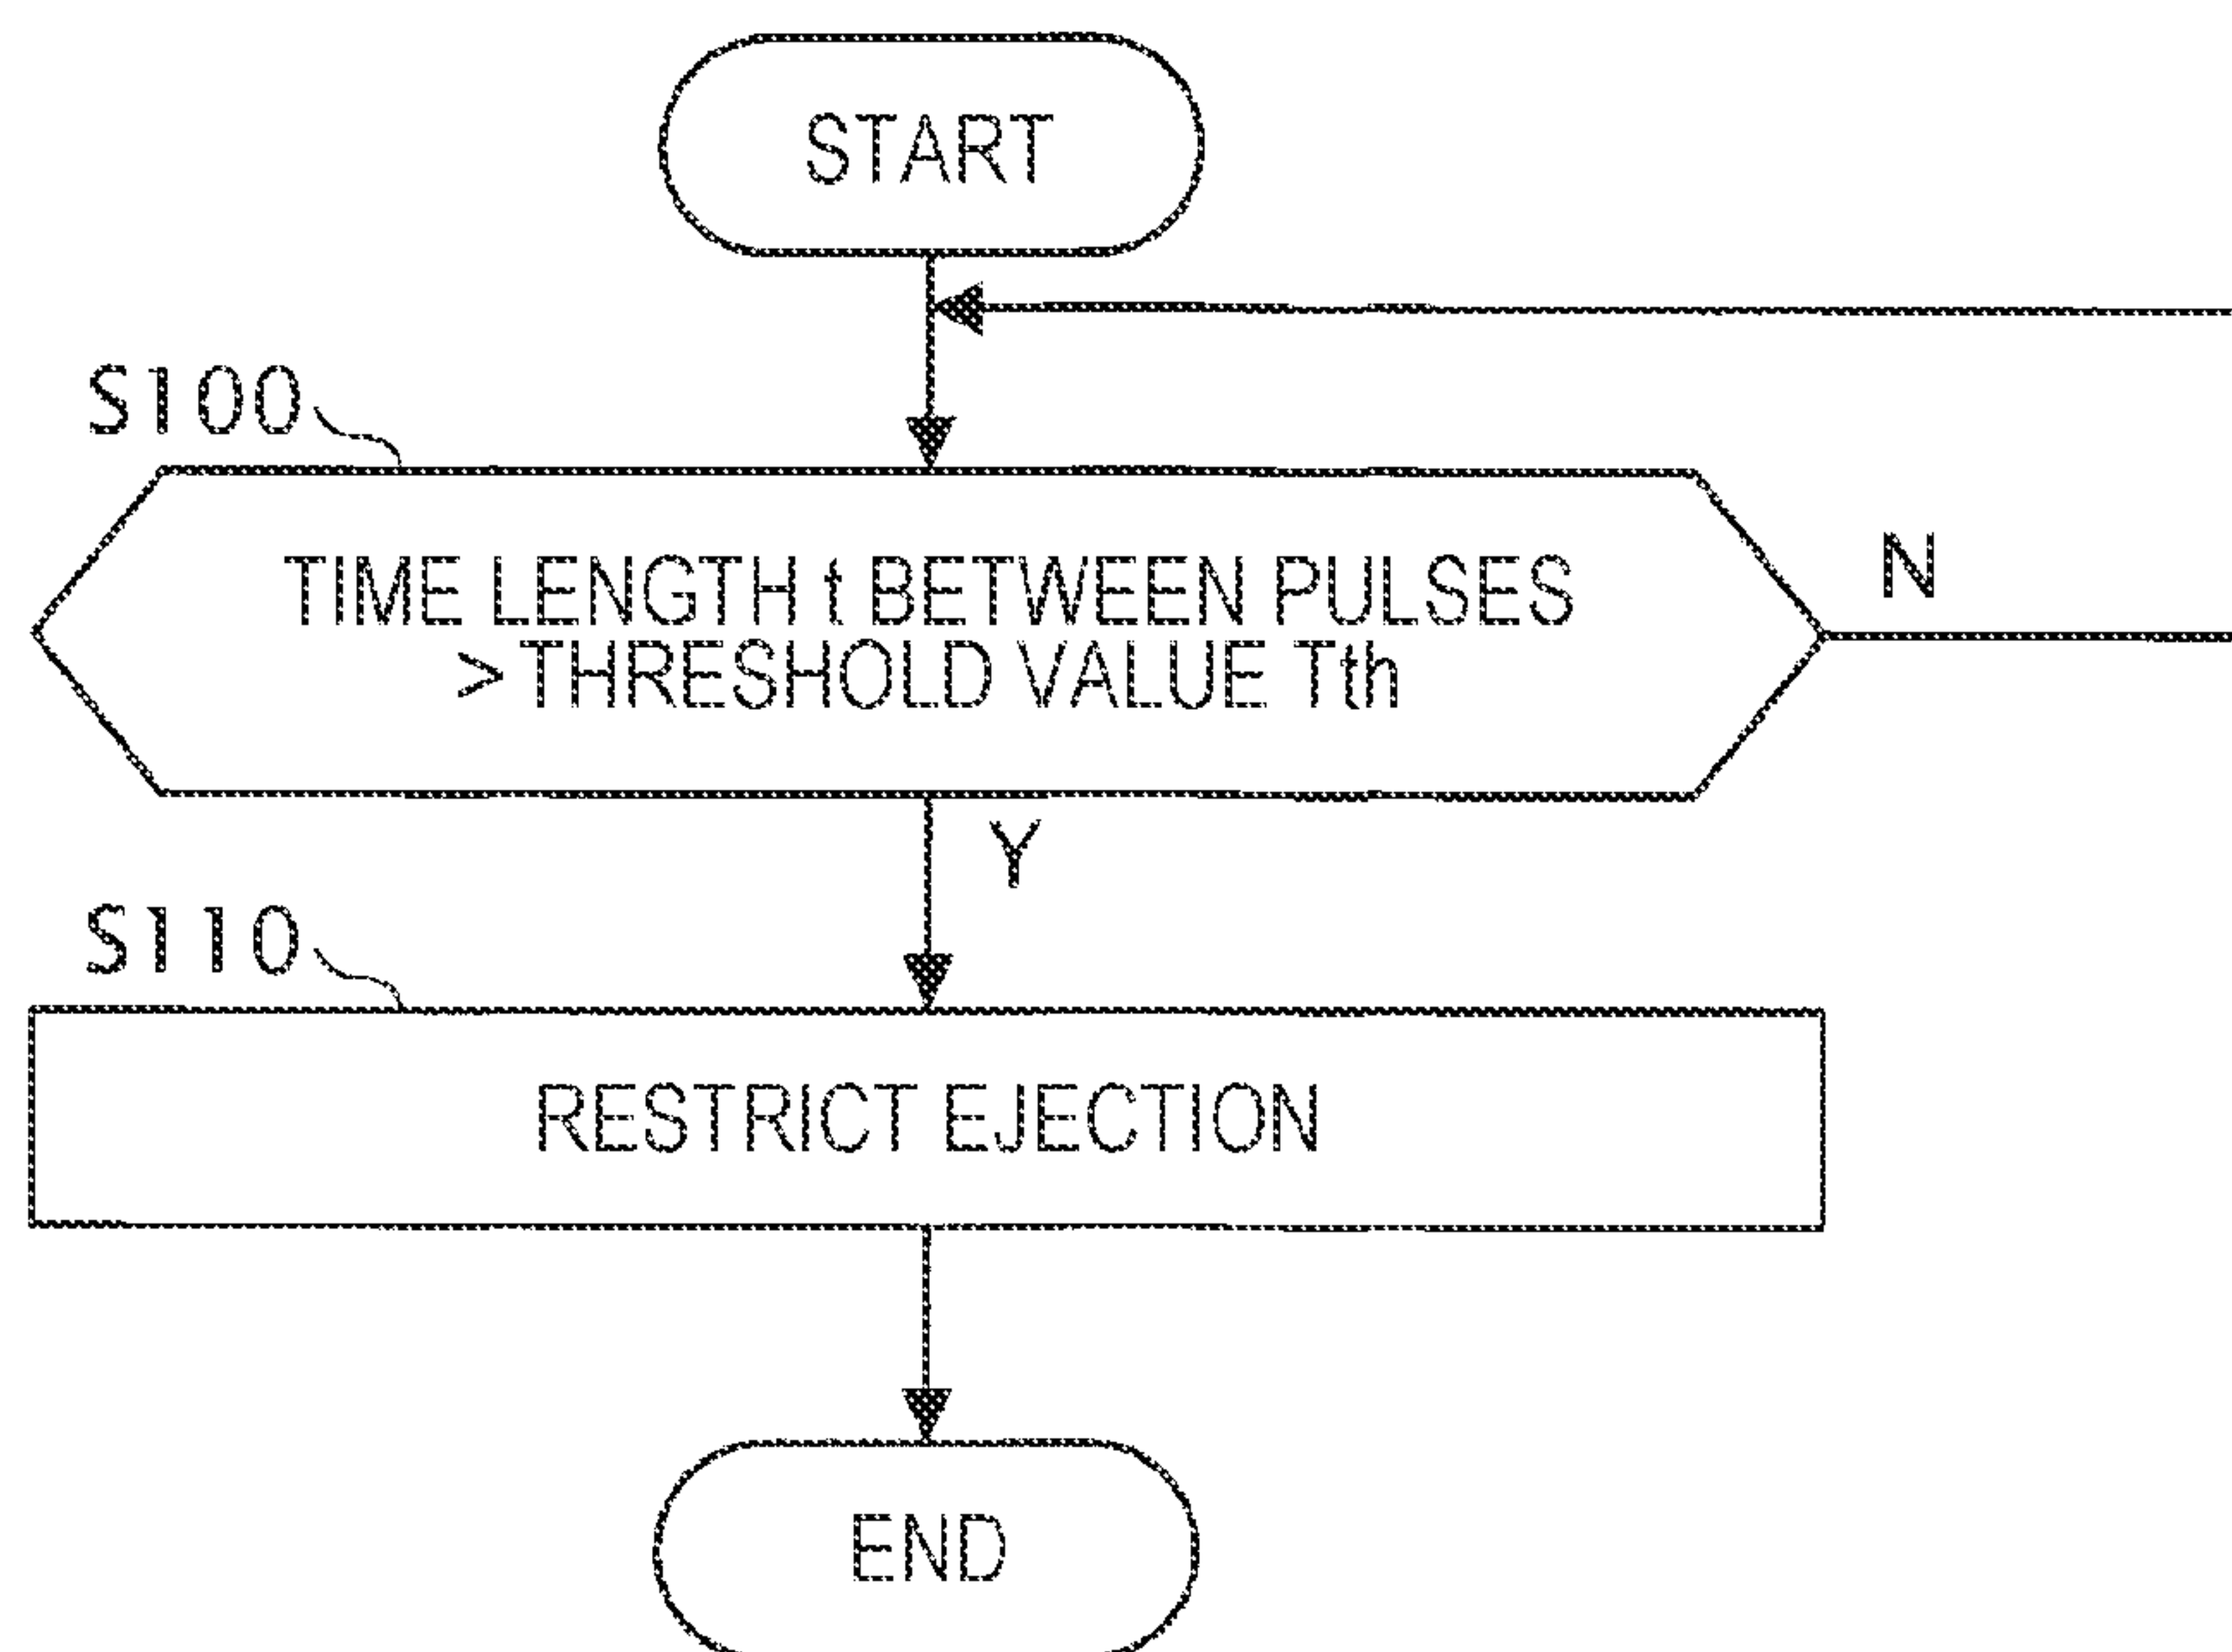 START
S100
TIME LENGTH t BETWEEN PULSES
> THRESHOLD VALUE Tth
N
Y
S110
RESTRICT EJECTION
END